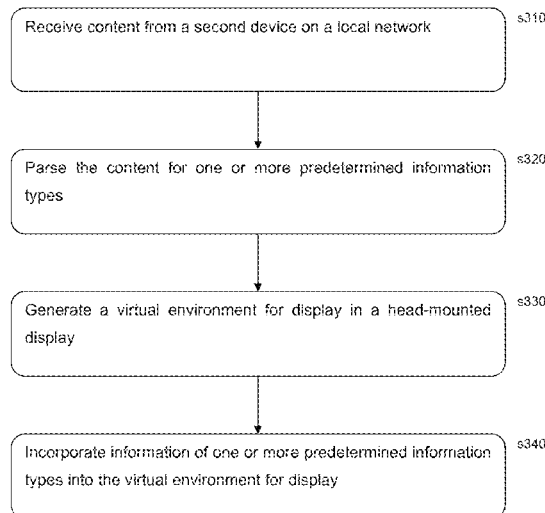 Receive content from a second device on a local network
s310
Parse the content for one or more predetermined information
types
s320
Generate a virtual environment for display in a head-mounted
display
s330
Incorporate information of one or more predetermined information
types into the virtual environment for display
s340